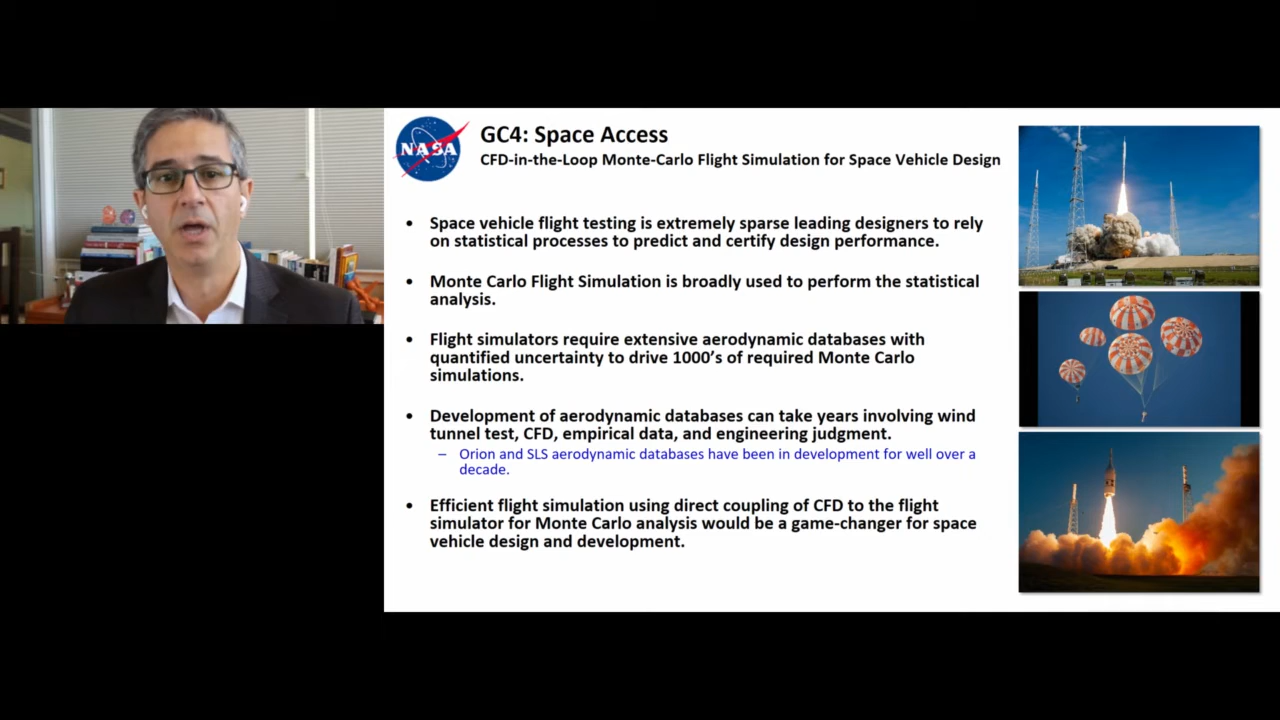 NASA
GC4: Space Access
CFD-in-the-Loop Monte-Carlo Flight Simulation for Space Vehicle Design
• Space vehicle flight testing is extremely sparse leading designers to rely
on statistical processes to predict and certify design performance.
• Monte Carlo Flight Simulation is broadly used to perform the statistical
analysis.
• Flight simulators require extensive aerodynamic databases with
quantified uncertainty to drive 1000’s of required Monte Carlo
simulations.
• Development of aerodynamic databases can take years involving wind
tunnel test, CFD, empirical data, and engineering judgment.
– Orion and SLS aerodynamic databases have been in development for well over a
decade.
• Efficient flight simulation using direct coupling of CFD to the flight
simulator for Monte Carlo analysis would be a game-changer for space
vehicle design and development.